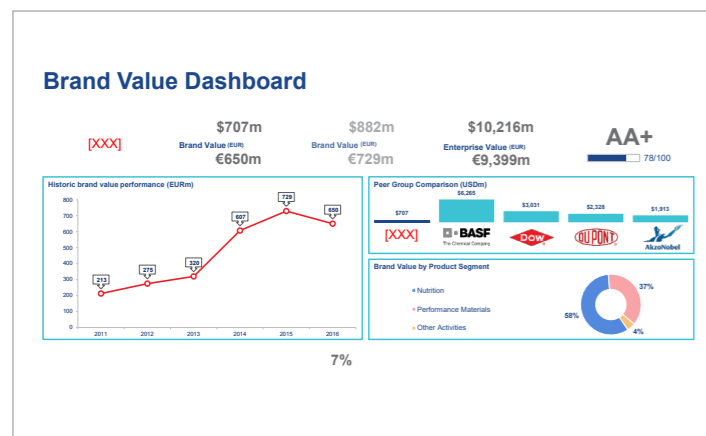 Brand Value Dashboard
[XXX]
$707m
Brand Value (EUR)
€650m
$882m
Brand Value (EUR)
€729m
$10,216m
Enterprise Value (EUR)
€9,399m
AA+
78/100
Historic brand value performance (EURm)
800
700
600
500
400
300
200
100
0
213
275
320
607
729
650
2011
2012
2013
2014
2015
2016
Peer Group Comparison (USDm)
$707
$6,265
$3,031
$2,328
$1,913
[XXX]
BASF
The Chemical Company
Dow
DUPONT
AkzoNobel
Brand Value by Product Segment
Nutrition
Performance Materials
Other Activities
58%
37%
4%
7%